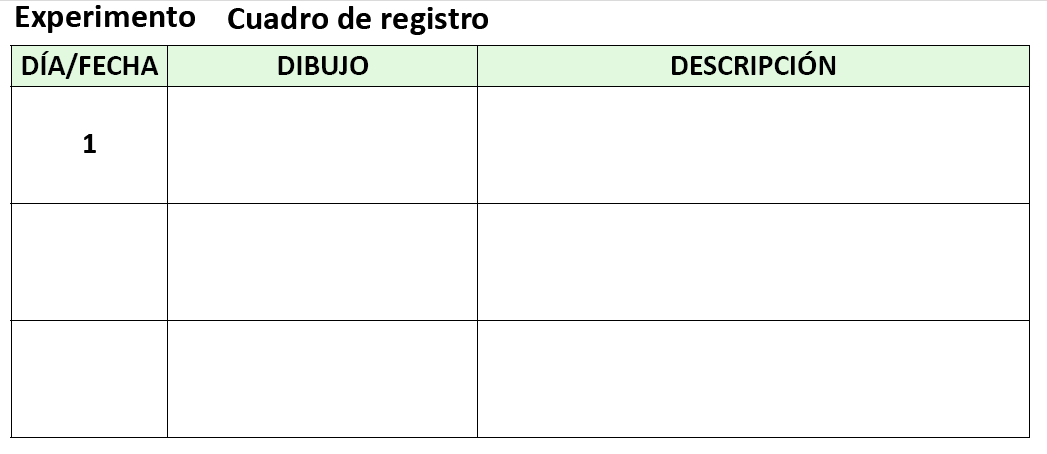 Experimento Cuadro de registro
DÍA/FECHA DIBUJO DESCRIPCIÓN
1